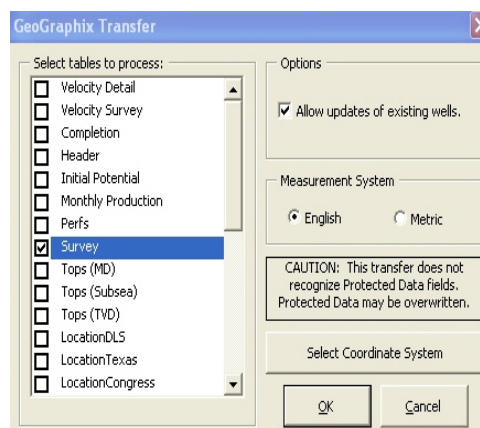 GeoGraphix Transfer
Select tables to process:
Velocity Detail
Velocity Survey
Completion
Header
Initial Potential
Monthly Production
Perfs
Survey
Tops (MD)
Tops (Subsea)
Tops (TVD)
LocationDLS
LocationTexas
LocationCongress
Options
Allow updates of existing wells.
Measurement System
English
Metric
CAUTION: This transfer does not
recognize Protected Data fields.
Protected Data may be overwritten.
Select Coordinate System
OK
Cancel